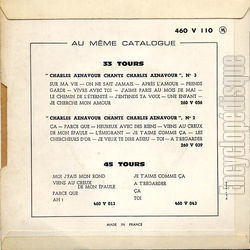 460 V 110
AU MÊME CATALOGUE
33 TOURS
"CHARLES AZNAVOUR CHANTE CHARLES AZNAVOUR", N° 3
SUR MA VIE - ON NE SAIT JAMAIS - APRÈS L'AMOUR - PRENDS
GARDE - VIVRE AVEC TOI - J'AIME PARIS AU MOIS DE MAI -
LE CHEMIN DE L'ÉTERNITÉ - J'ENTENDS TA VOIX - UNE ENFANT -
JE CHERCHE MON AMOUR
260 V 056
"CHARLES AZNAVOUR CHANTE CHARLES AZNAVOUR", N° 2
ÇA - PARCE QUE - HEUREUX AVEC DES RIENS - VIENS AU CREUX
DE MON ÉPAULE - L'ÉMIGRANT - JE T'AIME COMME ÇA - LES
CHERCHEURS D'OR - JE VEUX TE DIRE ADIEU - TOI - A T'REGARDER
260 V 039
45 TOURS
MOI J'FAIS MON ROND
VIENS AU CREUX
DE MON ÉPAULE
PARCE QUE
AH !
460 V 013
JE T'AIME COMME ÇA
A T'REGARDER
ÇA
TOI
460 V 043
MADE IN FRANCE